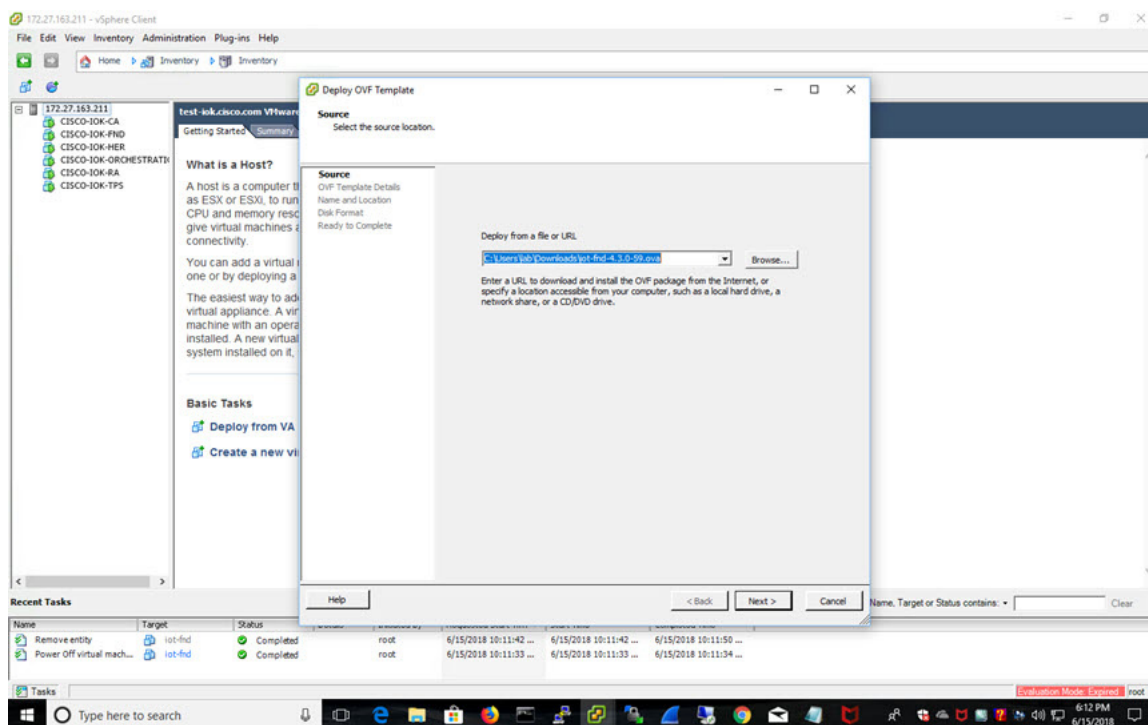 172.27.163.211 - vSphere Client
File Edit View Inventory Administration Plug-ins Help
Home Inventory Inventory
172.27.163.211
CISCO-IOK-CA
CISCO-IOK-FND
CISCO-IOK-HER
CISCO-IOK-ORCHESTRATI
CISCO-IOK-RA
CISCO-IOK-TPS
test-iok.cisco.com VMware
Getting Started Summary
What is a Host?
A host is a computer th
as ESX or ESXi, to run
CPU and memory resc
give virtual machines a
connectivity.
You can add a virtual
one or by deploying a
The easiest way to ad
virtual appliance. A vir
machine with an opera
installed. A new virtual
system installed on it,
Basic Tasks
Deploy from VA
Create a new vi
Deploy OVF Template
Source
Select the source location.
Source
OVF Template Details
Name and Location
Disk Format
Ready to Complete
Deploy from a file or URL
C:\Users\lab\Downloads\iot-fnd-4.3.0-59.ova
Browse...
Enter a URL to download and install the OVF package from the Internet, or
specify a location accessible from your computer, such as a local hard drive, a
network share, or a CD/DVD drive.
Help < Back Next > Cancel
Recent Tasks
Name, Target or Status contains: Clear
Name Target Status
Remove entity iot-fnd Completed root 6/15/2018 10:11:42 ... 6/15/2018 10:11:42 ... 6/15/2018 10:11:50 ...
Power Off virtual mach... iot-fnd Completed root 6/15/2018 10:11:33 ... 6/15/2018 10:11:33 ... 6/15/2018 10:11:34 ...
Tasks
Evaluation Mode: Expired root
Type here to search
6:12 PM
6/15/2018